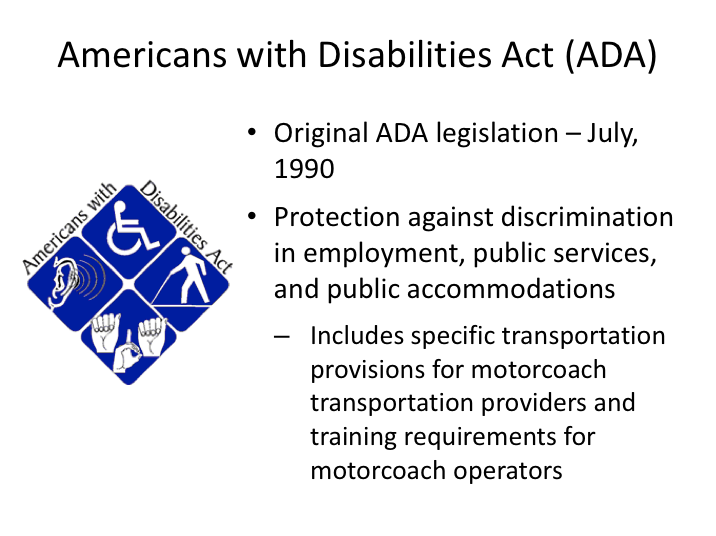 Americans with Disabilities Act (ADA)
Americans with
Disabilities Act
• Original ADA legislation – July,
1990
• Protection against discrimination
in employment, public services,
and public accommodations
– Includes specific transportation
provisions for motorcoach
transportation providers and
training requirements for
motorcoach operators